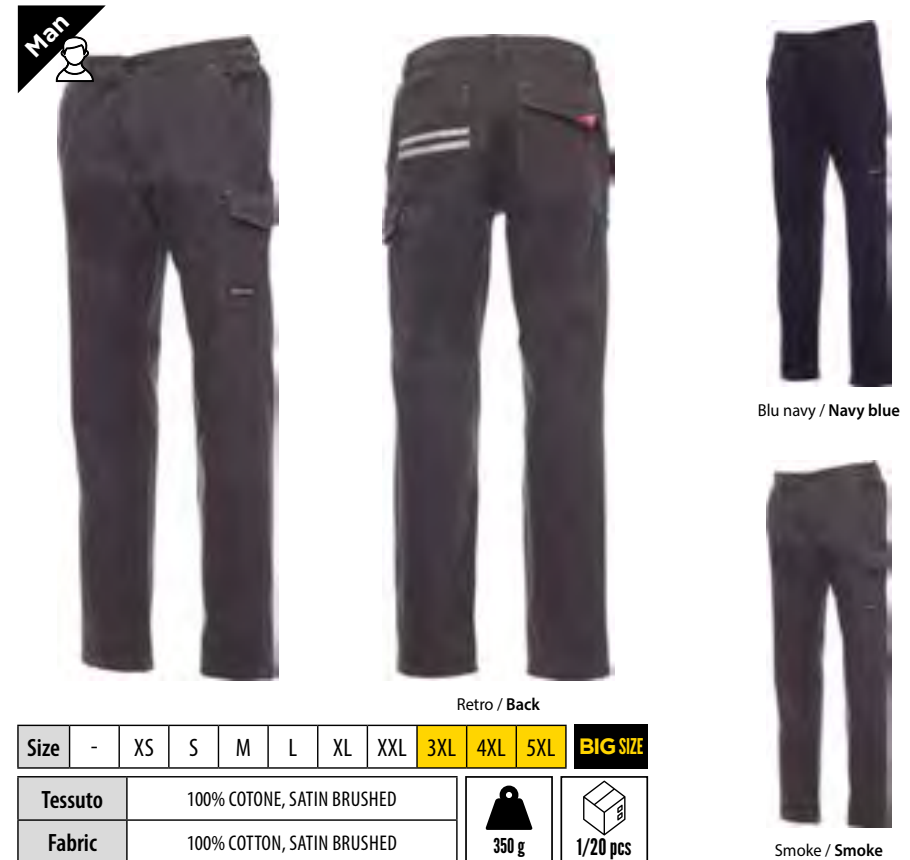 Man
Blu navy / Navy blue
Retro / Back
Size - XS S M L XL XXL 3XL 4XL 5XL BIG SIZE
Tessuto 100% COTONE, SATIN BRUSHED
Fabric 100% COTTON, SATIN BRUSHED
350 g
1/20 pcs
Smoke / Smoke